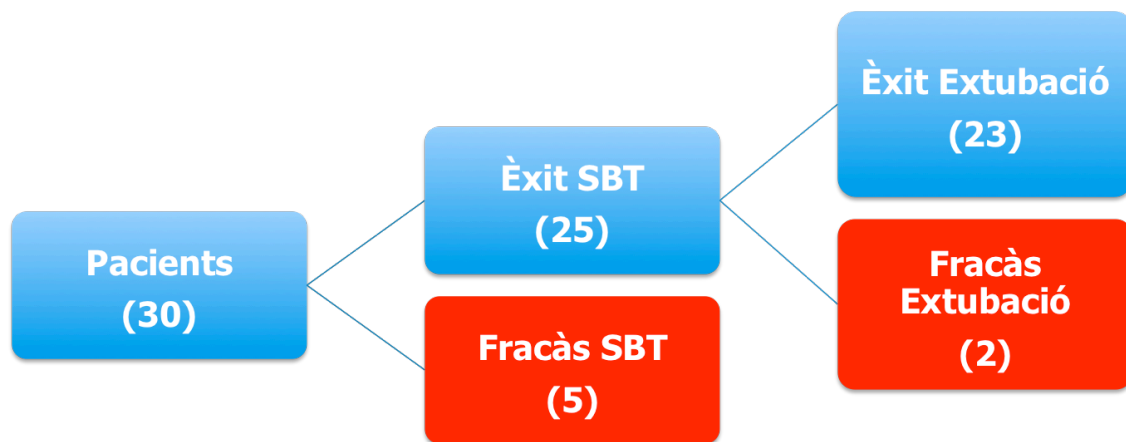 Pacients
(30)
Èxit SBT
(25)
Fracàs SBT
(5)
Èxit Extubació
(23)
Fracàs
Extubació
(2)